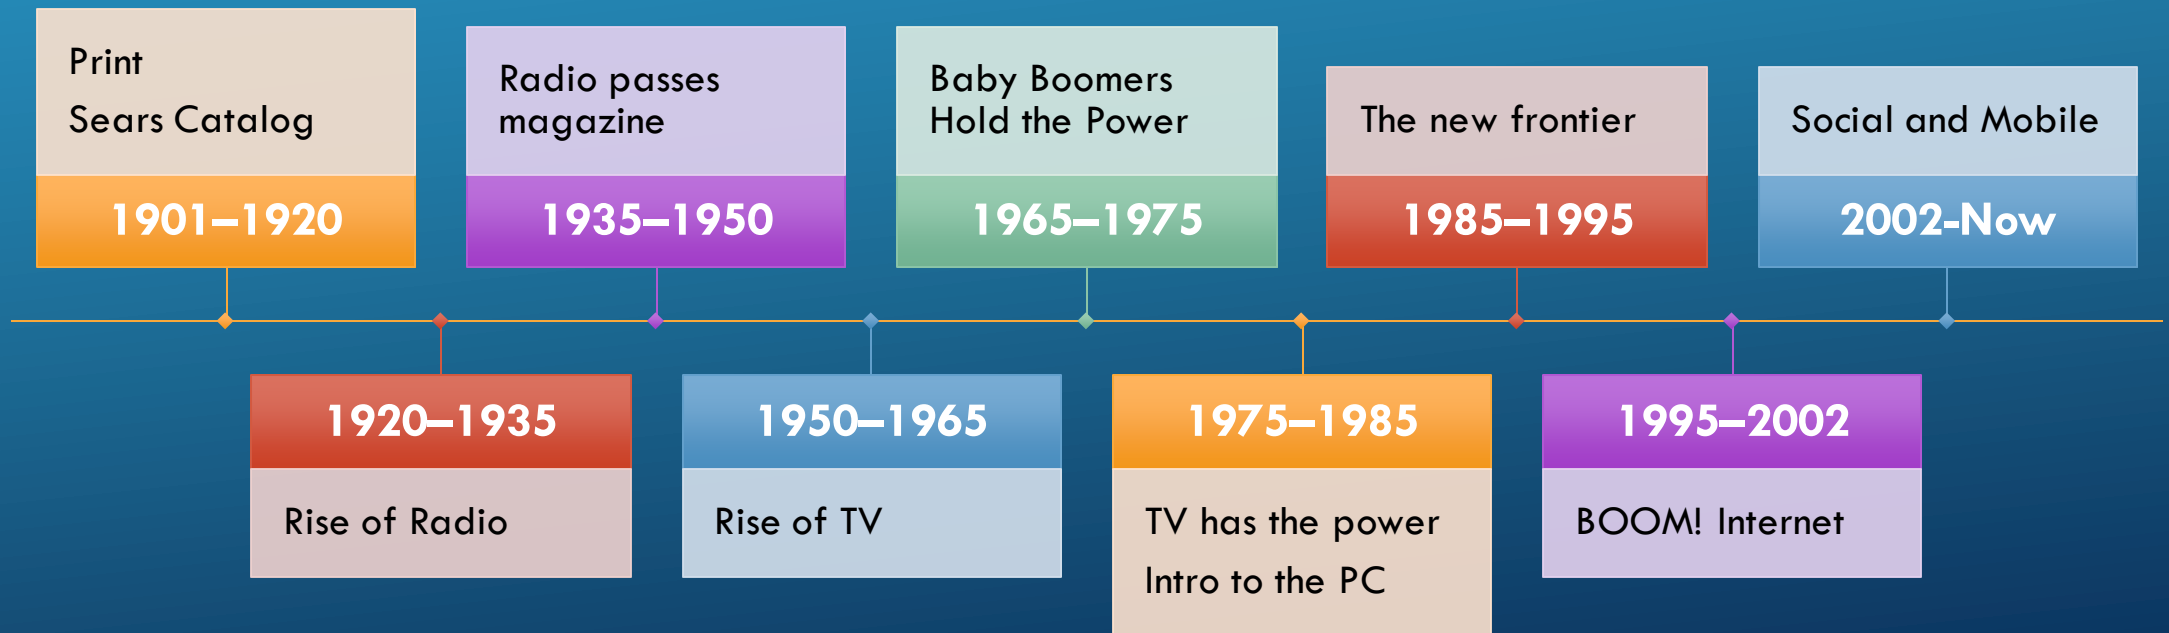 Print
Sears Catalog
1901–1920
1920–1935
Rise of Radio
Radio passes
magazine
1935–1950
1950–1965
Rise of TV
Baby Boomers
Hold the Power
1965–1975
1975–1985
TV has the power
Intro to the PC
The new frontier
1985–1995
1995–2002
BOOM! Internet
Social and Mobile
2002-Now